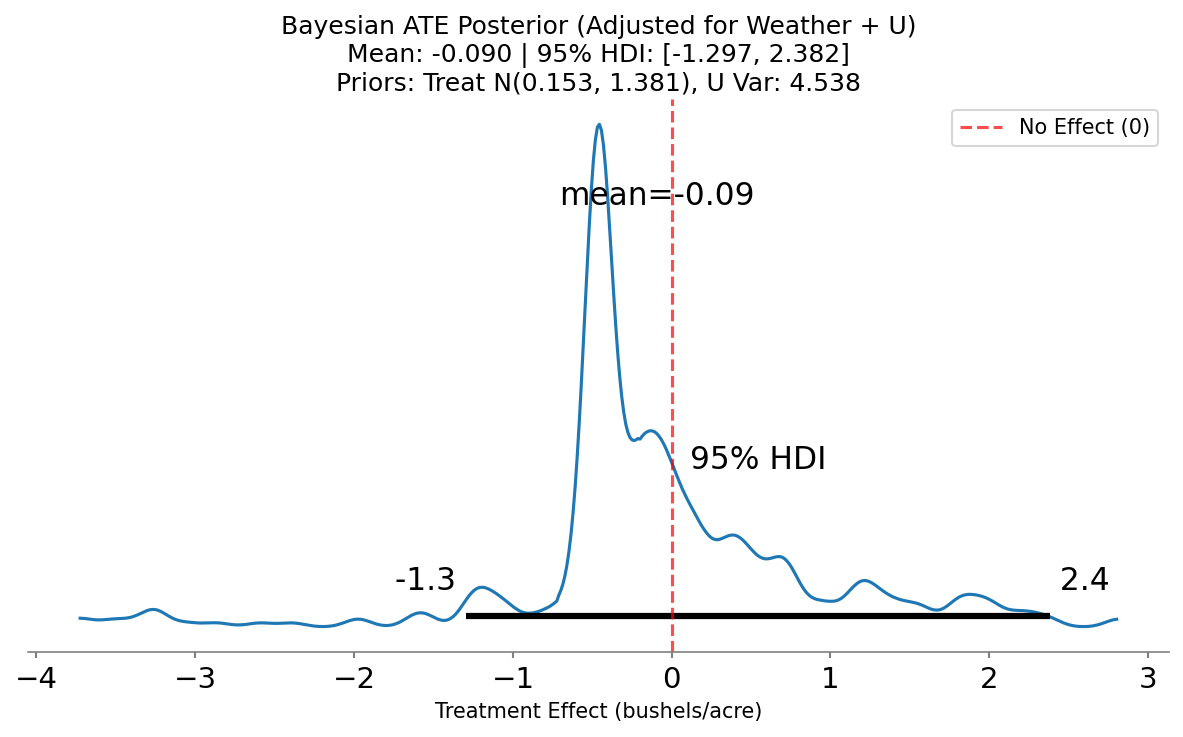 Bayesian ATE Posterior (Adjusted for Weather + U)
Mean: -0.090 | 95% HDI: [-1.297, 2.382]
Priors: Treat N(0.153, 1.381), U Var: 4.538
No Effect (0)
mean=-0.09
95% HDI
-1.3
2.4
−4 −3 −2 −1 0 1 2 3
Treatment Effect (bushels/acre)